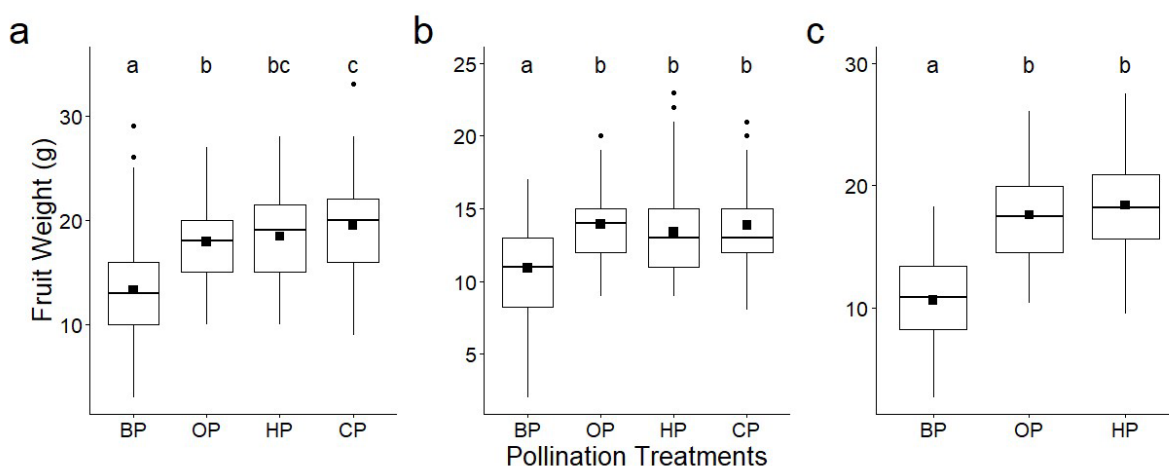 a
b
c
a b bc c
a b b b
a b b
Fruit Weight (g)
30
20
10
25
20
15
10
5
30
20
10
BP OP HP CP
BP OP HP CP
BP OP HP
Pollination Treatments